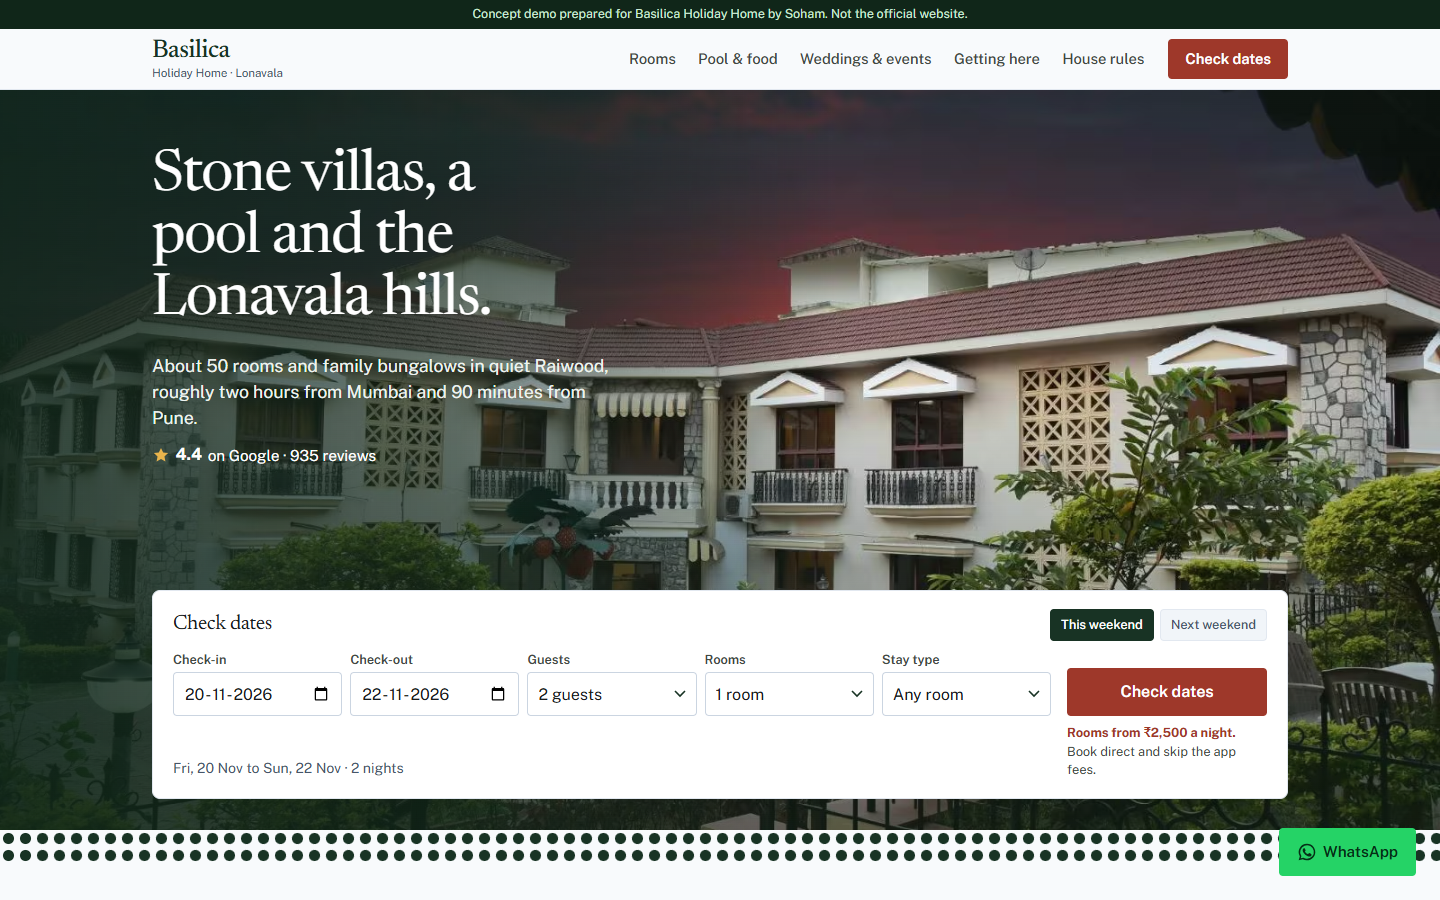 Concept demo prepared for Basilica Holiday Home by Soham. Not the official website.
Basilica
Holiday Home · Lonavala
Rooms
Pool & food
Weddings & events
Getting here
House rules
Check dates
Stone villas, a
pool and the
Lonavala hills.
About 50 rooms and family bungalows in quiet Raiwood,
roughly two hours from Mumbai and 90 minutes from
Pune.
4.4 on Google · 935 reviews
Check dates
This weekend
Next weekend
Check-in
Check-out
Guests
Rooms
Stay type
20-11-2026
22-11-2026
2 guests
1 room
Any room
Check dates
Rooms from ₹2,500 a night.
Book direct and skip the app
fees.
Fri, 20 Nov to Sun, 22 Nov · 2 nights
WhatsApp